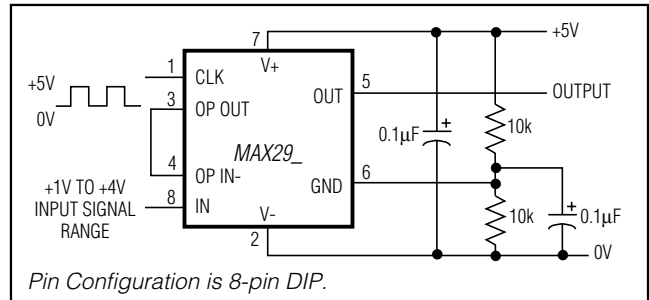 7
+5V
V+
1
CLK
+5V
0V
3
OP OUT
OUT
5
OUTPUT
10k
0.1µF
+
MAX29_
4
OP IN-
6
GND
+1V TO +4V
INPUT SIGNAL
RANGE
8
IN
V-
2
10k
+
0.1µF
0V
Pin Configuration is 8-pin DIP.